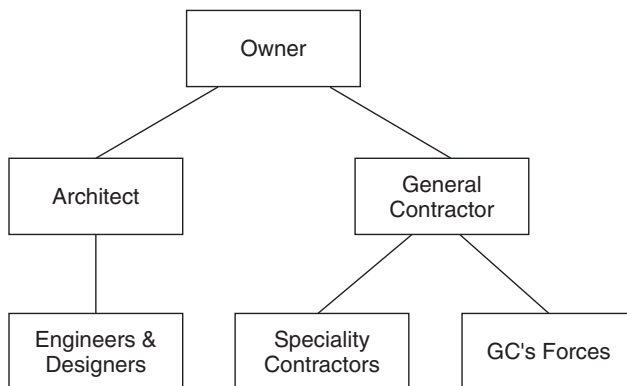 Owner
Architect
General
Contractor
Engineers &
Designers
Speciality
Contractors
GC's Forces